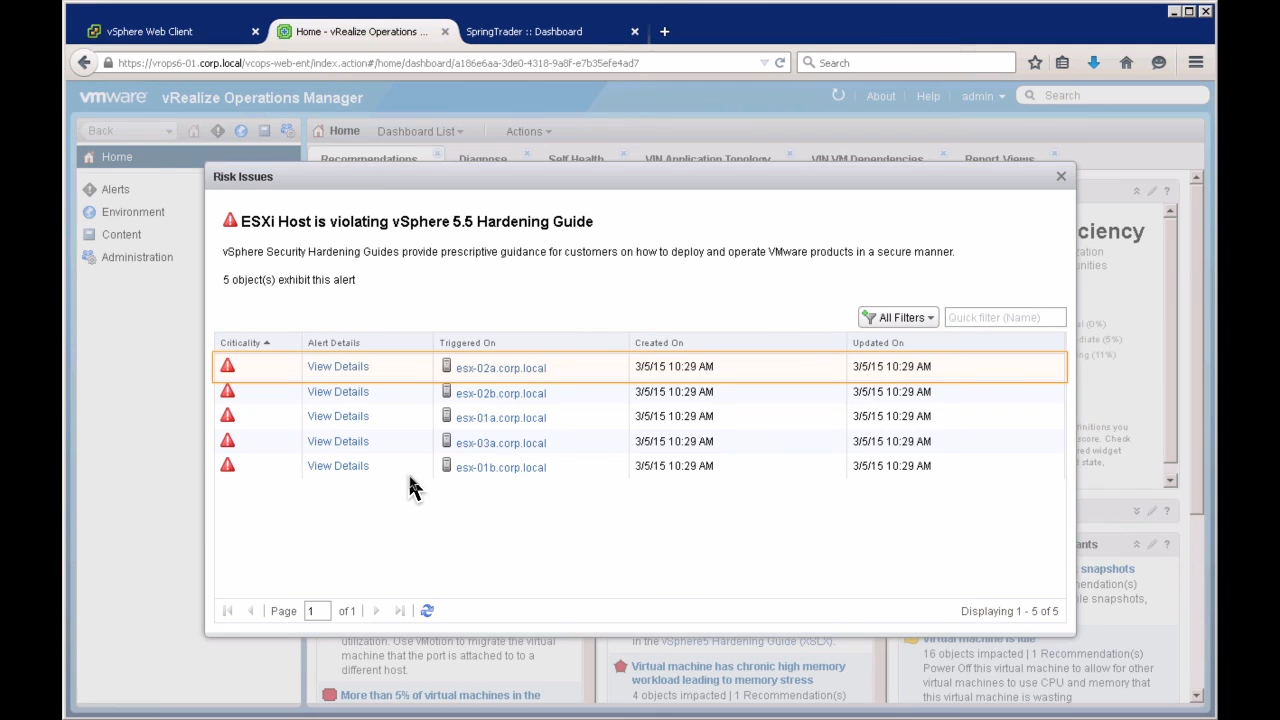 vSphere Web Client
Home - vRealize Operations ...
SpringTrader :: Dashboard
https://vrops6-01.corp.local/vcops-web-ent/index.action#/home/dashboard/a186e6aa-3de0-4318-9a8f-e7b35efe4ad7
Search
vmware vRealize Operations Manager
About Help admin Search
Back
Home Dashboard List Actions
Home
Recommendations Diagnose Self Health VIN Application Topology VIN VM Dependencies Report Views
Alerts
Environment
Content
Administration
Risk Issues
ESXi Host is violating vSphere 5.5 Hardening Guide
vSphere Security Hardening Guides provide prescriptive guidance for customers on how to deploy and operate VMware products in a secure manner.
5 object(s) exhibit this alert
All Filters Quick filter (Name)
Criticality Alert Details Triggered On Created On Updated On
View Details esx-02a.corp.local 3/5/15 10:29 AM 3/5/15 10:29 AM
View Details esx-02b.corp.local 3/5/15 10:29 AM 3/5/15 10:29 AM
View Details esx-01a.corp.local 3/5/15 10:29 AM 3/5/15 10:29 AM
View Details esx-03a.corp.local 3/5/15 10:29 AM 3/5/15 10:29 AM
View Details esx-01b.corp.local 3/5/15 10:29 AM 3/5/15 10:29 AM
Page 1 of 1
Displaying 1 - 5 of 5
ciency
(0%)
(5%)
(11%)
score. Check
widget
state,
snapshots
snapshots,
utilization. Use vMotion to migrate the virtual
machine that the port is attached to to a
different host.
More than 5% of virtual machines in the
in the vSphere5 Hardening Guide (XSLX).
Virtual machine has chronic high memory
workload leading to memory stress
4 objects impacted | 1 Recommendation(s)
Virtual machine is idle
16 objects impacted | 1 Recommendation(s)
Power Off this virtual machine to allow for other
virtual machines to use CPU and memory that
this virtual machine is wasting